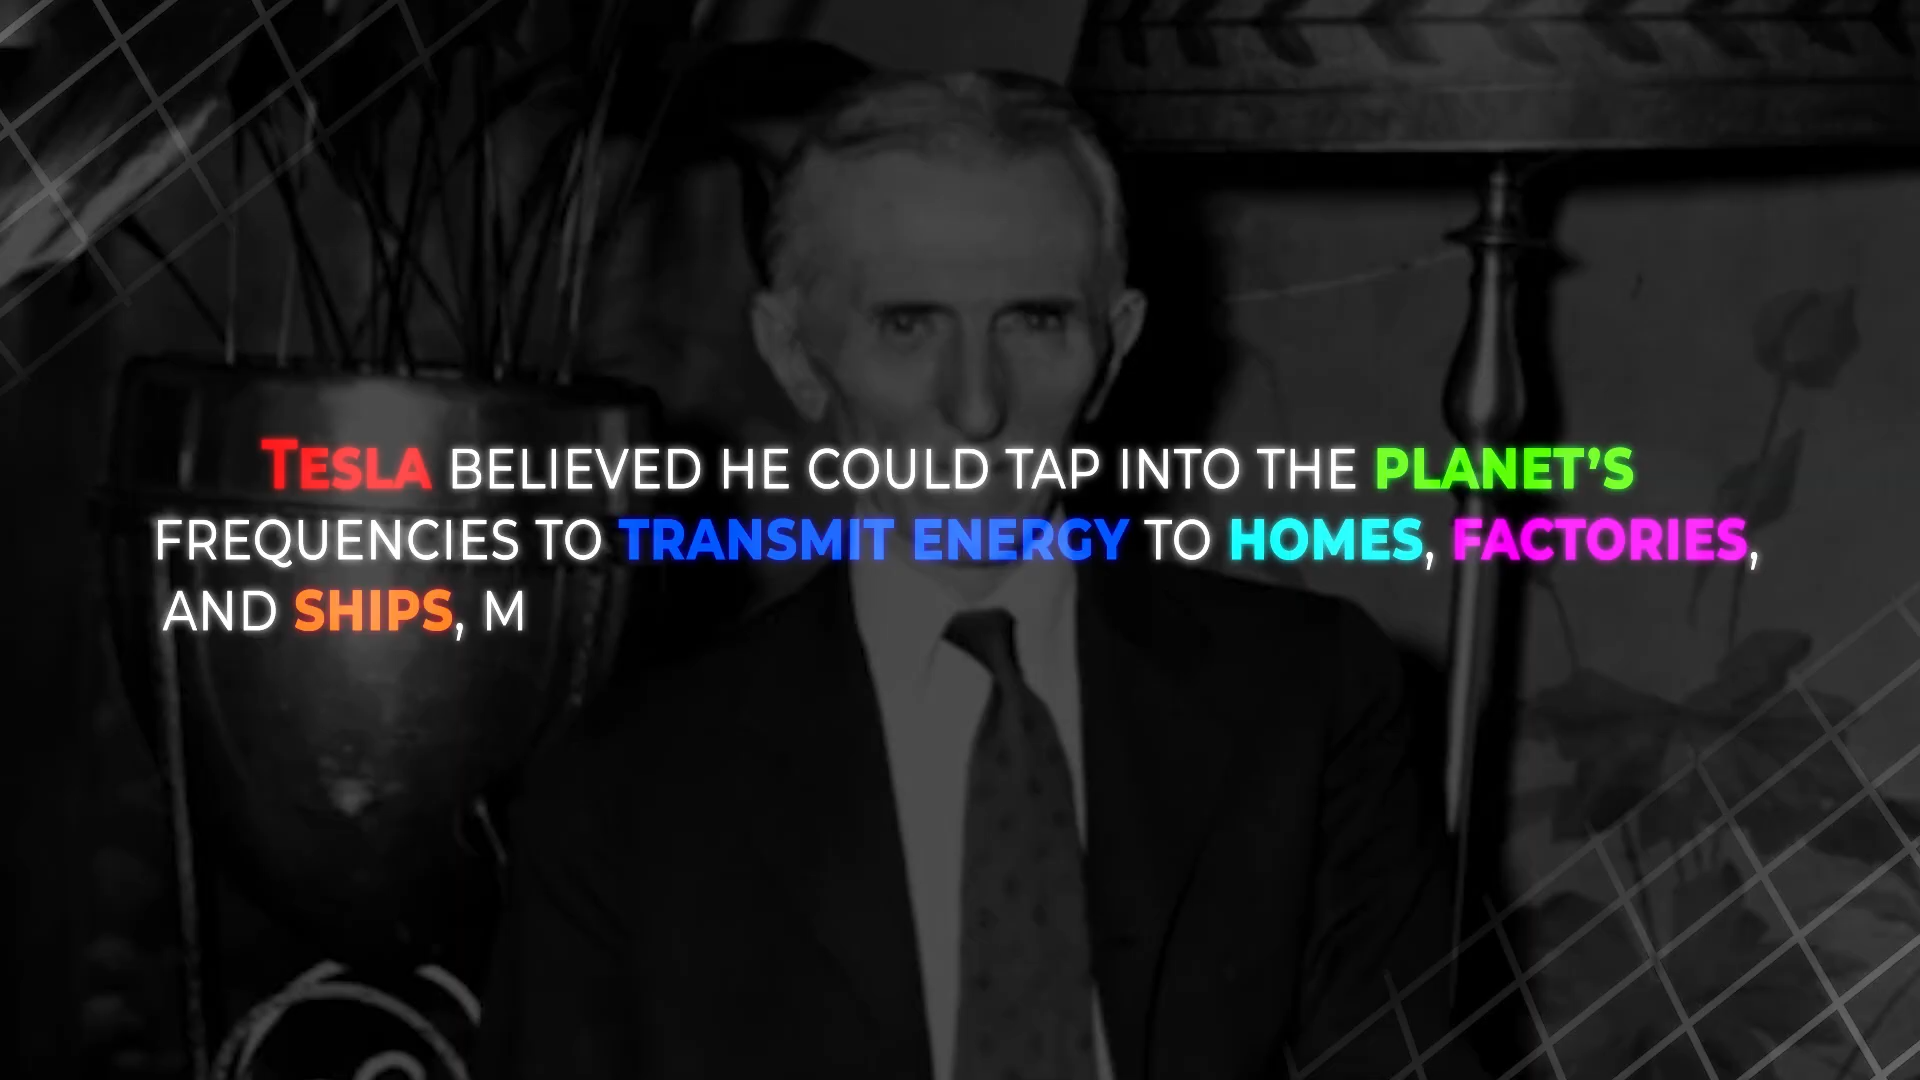 Tesla believed he could tap into the planet’s
frequencies to transmit energy to homes, factories,
and ships, m